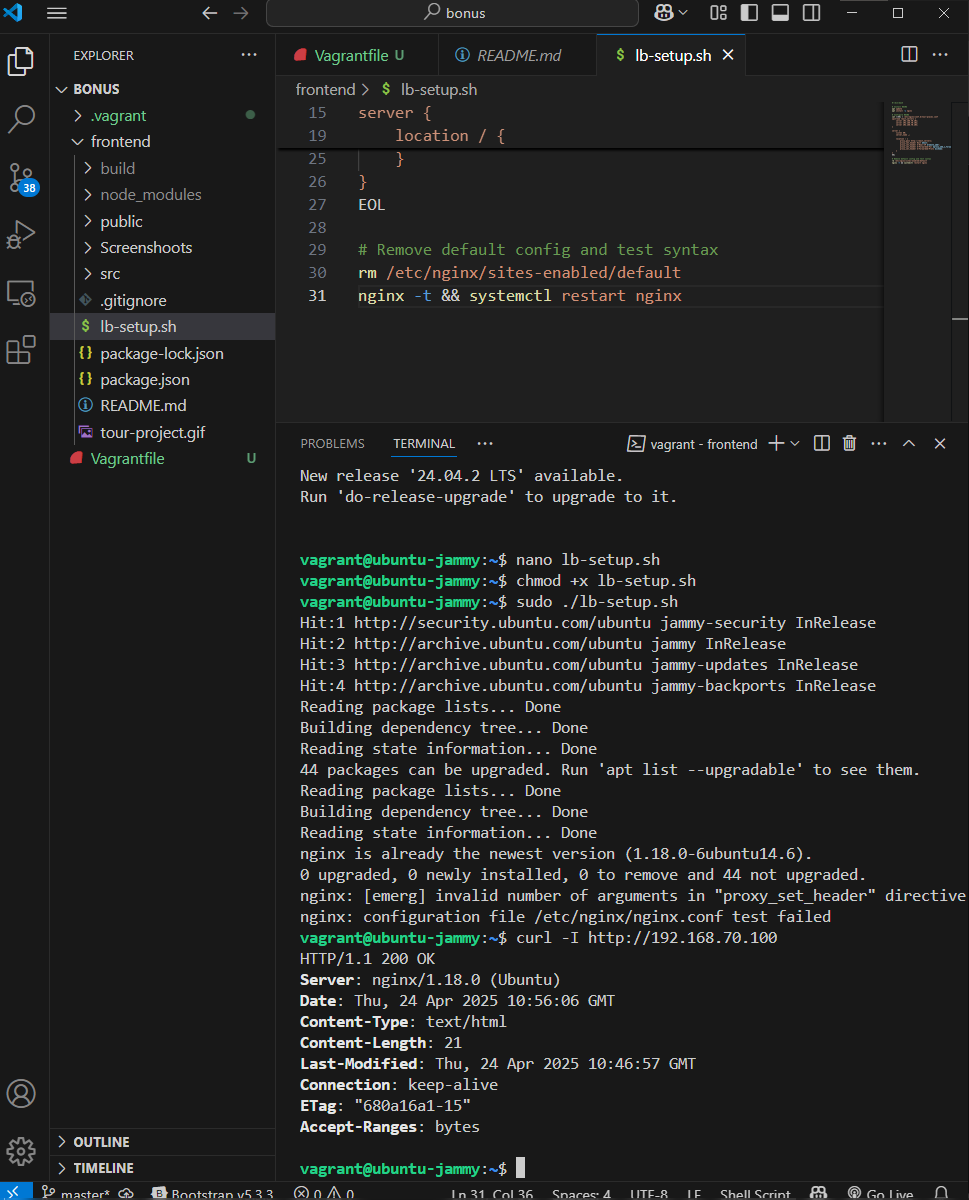 bonus
EXPLORER
BONUS
.vagrant
frontend
build
node_modules
public
Screenshoots
src
.gitignore
$ lb-setup.sh
{} package-lock.json
{} package.json
README.md
tour-project.gif
Vagrantfile U
OUTLINE
TIMELINE
38
Vagrantfile U
README.md
$ lb-setup.sh
frontend > $ lb-setup.sh
15 server {
19 location / {
25 }
26 }
27 EOL
28
29 # Remove default config and test syntax
30 rm /etc/nginx/sites-enabled/default
31 nginx -t && systemctl restart nginx
PROBLEMS TERMINAL ··· vagrant - frontend
New release '24.04.2 LTS' available.
Run 'do-release-upgrade' to upgrade to it.
vagrant@ubuntu-jammy:~$ nano lb-setup.sh
vagrant@ubuntu-jammy:~$ chmod +x lb-setup.sh
vagrant@ubuntu-jammy:~$ sudo ./lb-setup.sh
Hit:1 http://security.ubuntu.com/ubuntu jammy-security InRelease
Hit:2 http://archive.ubuntu.com/ubuntu jammy InRelease
Hit:3 http://archive.ubuntu.com/ubuntu jammy-updates InRelease
Hit:4 http://archive.ubuntu.com/ubuntu jammy-backports InRelease
Reading package lists... Done
Building dependency tree... Done
Reading state information... Done
44 packages can be upgraded. Run 'apt list --upgradable' to see them.
Reading package lists... Done
Building dependency tree... Done
Reading state information... Done
nginx is already the newest version (1.18.0-6ubuntu14.6).
0 upgraded, 0 newly installed, 0 to remove and 44 not upgraded.
nginx: [emerg] invalid number of arguments in "proxy_set_header" directive
nginx: configuration file /etc/nginx/nginx.conf test failed
vagrant@ubuntu-jammy:~$ curl -I http://192.168.70.100
HTTP/1.1 200 OK
Server: nginx/1.18.0 (Ubuntu)
Date: Thu, 24 Apr 2025 10:56:06 GMT
Content-Type: text/html
Content-Length: 21
Last-Modified: Thu, 24 Apr 2025 10:46:57 GMT
Connection: keep-alive
ETag: "680a16a1-15"
Accept-Ranges: bytes
vagrant@ubuntu-jammy:~$
master* B Bootstrap v5.3.3 0 0 Ln 31, Col 36 Spaces: 4 UTF-8 LF Shell Script Go Live